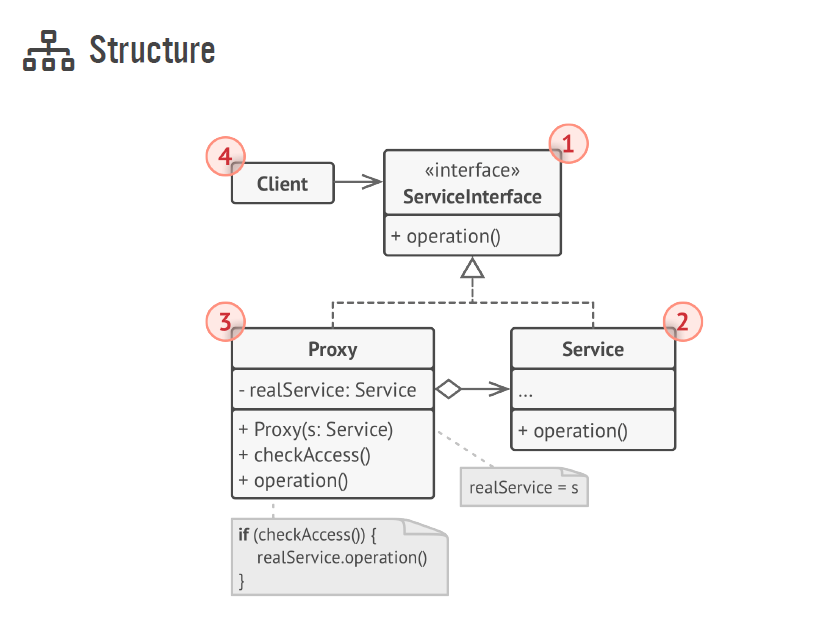 Structure
1
4
«interface»
Client
ServiceInterface
+ operation()
3
2
Proxy
Service
- realService: Service
...
+ Proxy(s: Service)
+ checkAccess()
+ operation()
+ operation()
realService = s
if (checkAccess()) {
realService.operation()
}